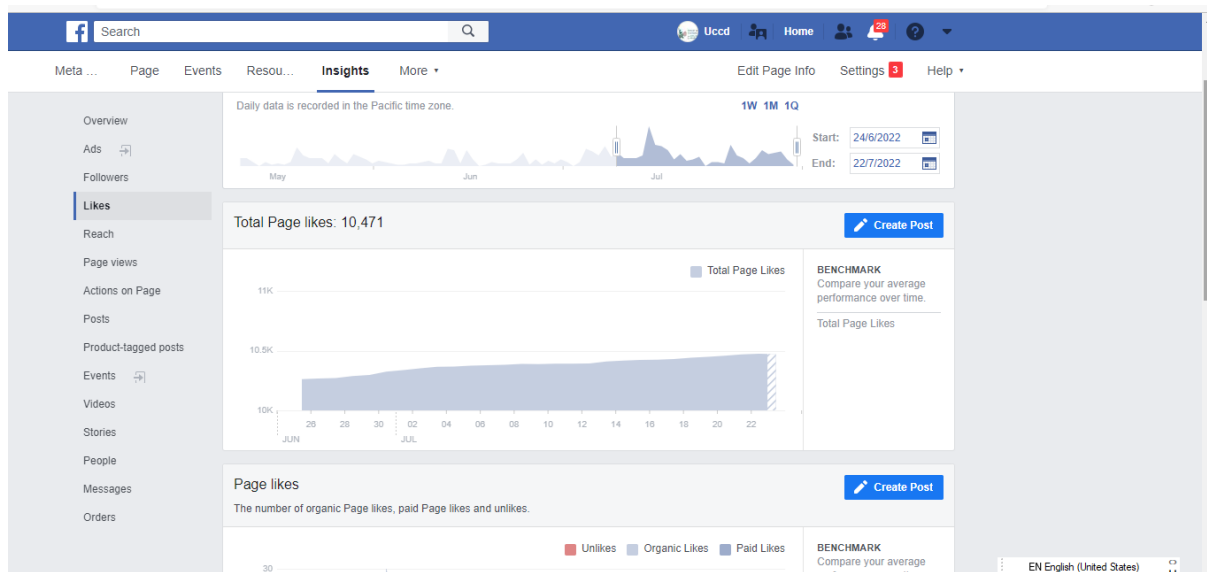 Search
Uccd
Home
28
Meta ...
Page
Events
Resou...
Insights
More
Edit Page Info
Settings 3
Help
Overview
Ads
Followers
Likes
Reach
Page views
Actions on Page
Posts
Product-tagged posts
Events
Videos
Stories
People
Messages
Orders
Daily data is recorded in the Pacific time zone.
1W 1M 1Q
Start: 24/6/2022
End: 22/7/2022
May Jun Jul
Total Page likes: 10,471
Create Post
Total Page Likes
11K
10.5K
10K
26 28 30 02 04 06 08 10 12 14 16 18 20 22
JUN JUL
BENCHMARK
Compare your average
performance over time.
Total Page Likes
Page likes
The number of organic Page likes, paid Page likes and unlikes.
Create Post
Unlikes Organic Likes Paid Likes
30
BENCHMARK
Compare your average
EN English (United States)